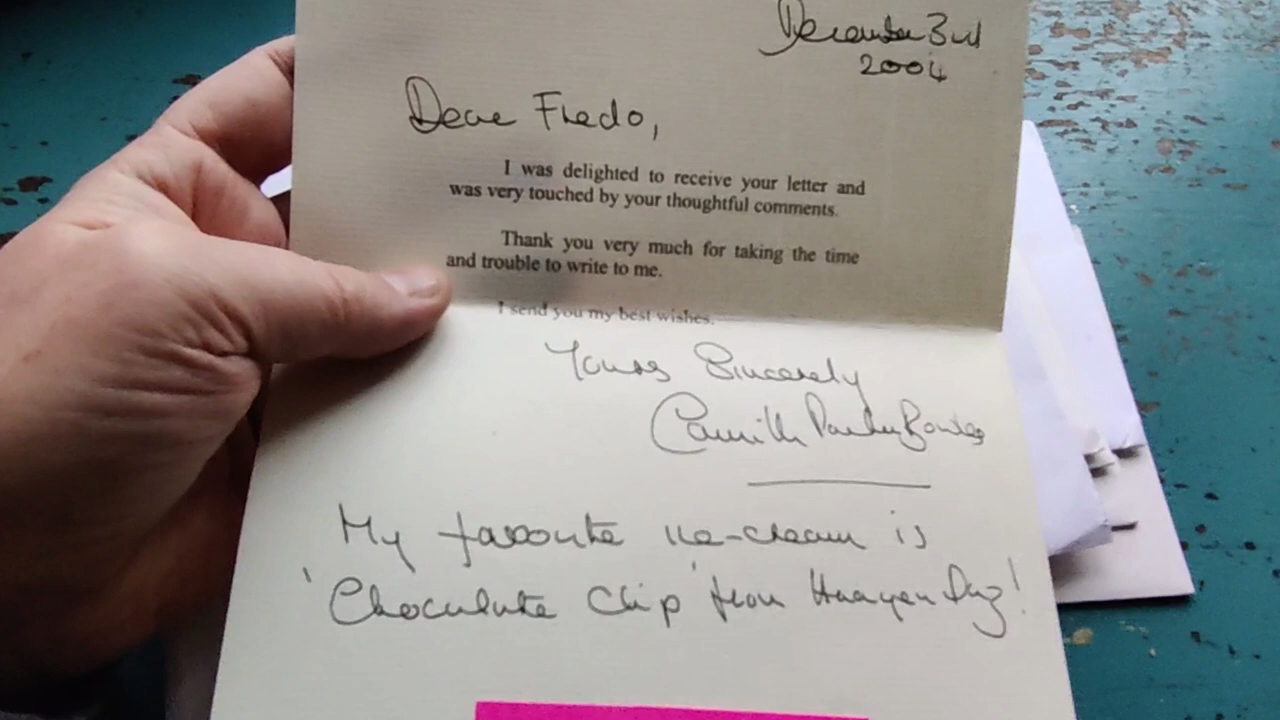 December 3rd
2004
Dear Fredo,
I was delighted to receive your letter and
was very touched by your thoughtful comments.
Thank you very much for taking the time
and trouble to write to me.
I send you my best wishes.
Yours Sincerely
Camilla Parker Bowles
My favourite ice-cream is
'Chocolate Chip' from Haagen Daz!